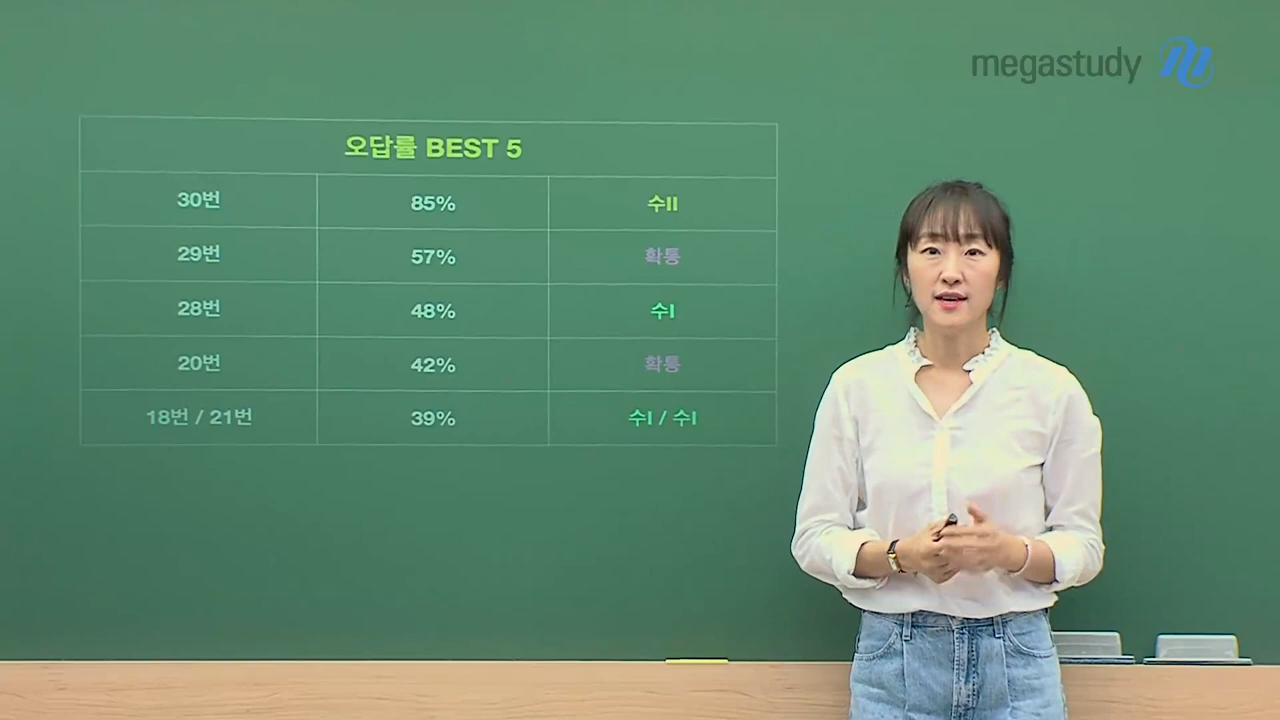 megastudy
오답률 BEST 5
30번 85% 수II
29번 57% 확통
28번 48% 수I
20번 42% 확통
18번 / 21번 39% 수I / 수I